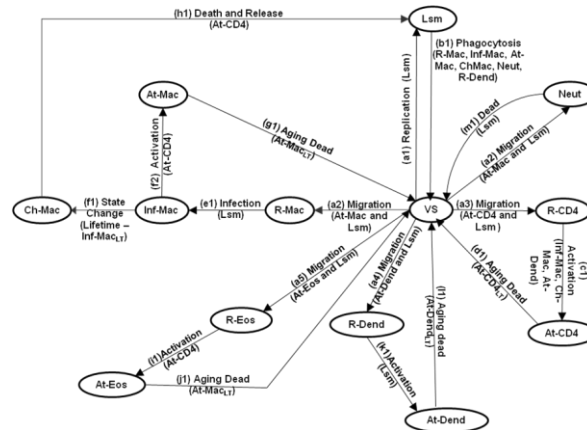 (h1) Death and Release
(At-CD4)
Lsm
(a1) Replication (Lsm)
(b1) Phagocytosis
(R-Mac, Inf-Mac, At-
Mac, ChMac, Neut,
R-Dend)
At-Mac
Neut
(g1) Aging Dead
(At-MacLT)
(m1) Dead
(Lsm)
(a2) Migration
(At-Mac and Lsm)
(f2) Activation
(At-CD4)
Ch-Mac
(f1) State
Change
(Lifetime –
Inf-MacLT)
Inf-Mac
(e1) Infection
(Lsm)
R-Mac
(a2) Migration
(At-Mac and Lsm)
VS
(a3) Migration
(At-CD4 and Lsm)
R-CD4
(c1)
Activation
(Inf-Mac, Ch-
Mac, At-
Dend)
(d1) Aging Dead
(At-CD4LT)
At-CD4
(a5) Migration
(At-Eos and Lsm)
(a4) Migration
(At-Dend and Lsm)
(l1) Aging dead
(At-DendLT)
R-Eos
R-Dend
(i1)Activation
(At-CD4)
(k1)Activation
(Lsm)
At-Eos
(j1) Aging Dead
(At-MacLT)
At-Dend